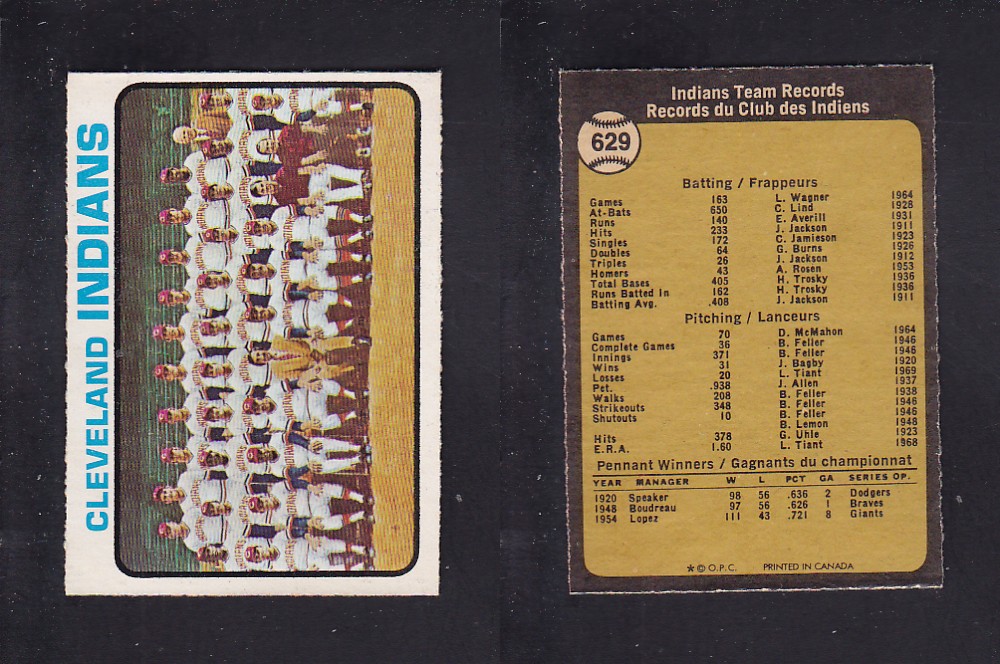 CLEVELAND INDIANS
Indians Team Records
Records du Club des Indiens
629
Batting / Frappeurs
Games 163 L. Wagner 1964
At-Bats 650 C. Lind 1928
Runs 140 E. Averill 1931
Hits 233 J. Jackson 1911
Singles 172 C. Jamieson 1923
Doubles 64 G. Burns 1926
Triples 26 J. Jackson 1912
Homers 43 A. Rosen 1953
Total Bases 405 H. Trosky 1936
Runs Batted In 162 H. Trosky 1936
Batting Avg. .408 J. Jackson 1911
Pitching / Lanceurs
Games 70 D. McMahon 1964
Complete Games 36 B. Feller 1946
Innings 371 B. Feller 1946
Wins 31 J. Bagby 1920
Losses 20 L. Tiant 1969
Pct. .938 J. Allen 1937
Walks 208 B. Feller 1938
Strikeouts 348 B. Feller 1946
Shutouts 10 B. Feller 1946
B. Lemon 1948
Hits 378 G. Uhle 1923
E.R.A. 1.60 L. Tiant 1968
Pennant Winners / Gagnants du championnat
YEAR MANAGER W L PCT GA SERIES OP.
1920 Speaker 98 56 .636 2 Dodgers
1948 Boudreau 97 56 .626 1 Braves
1954 Lopez 111 43 .721 8 Giants
* © O.P.C. PRINTED IN CANADA